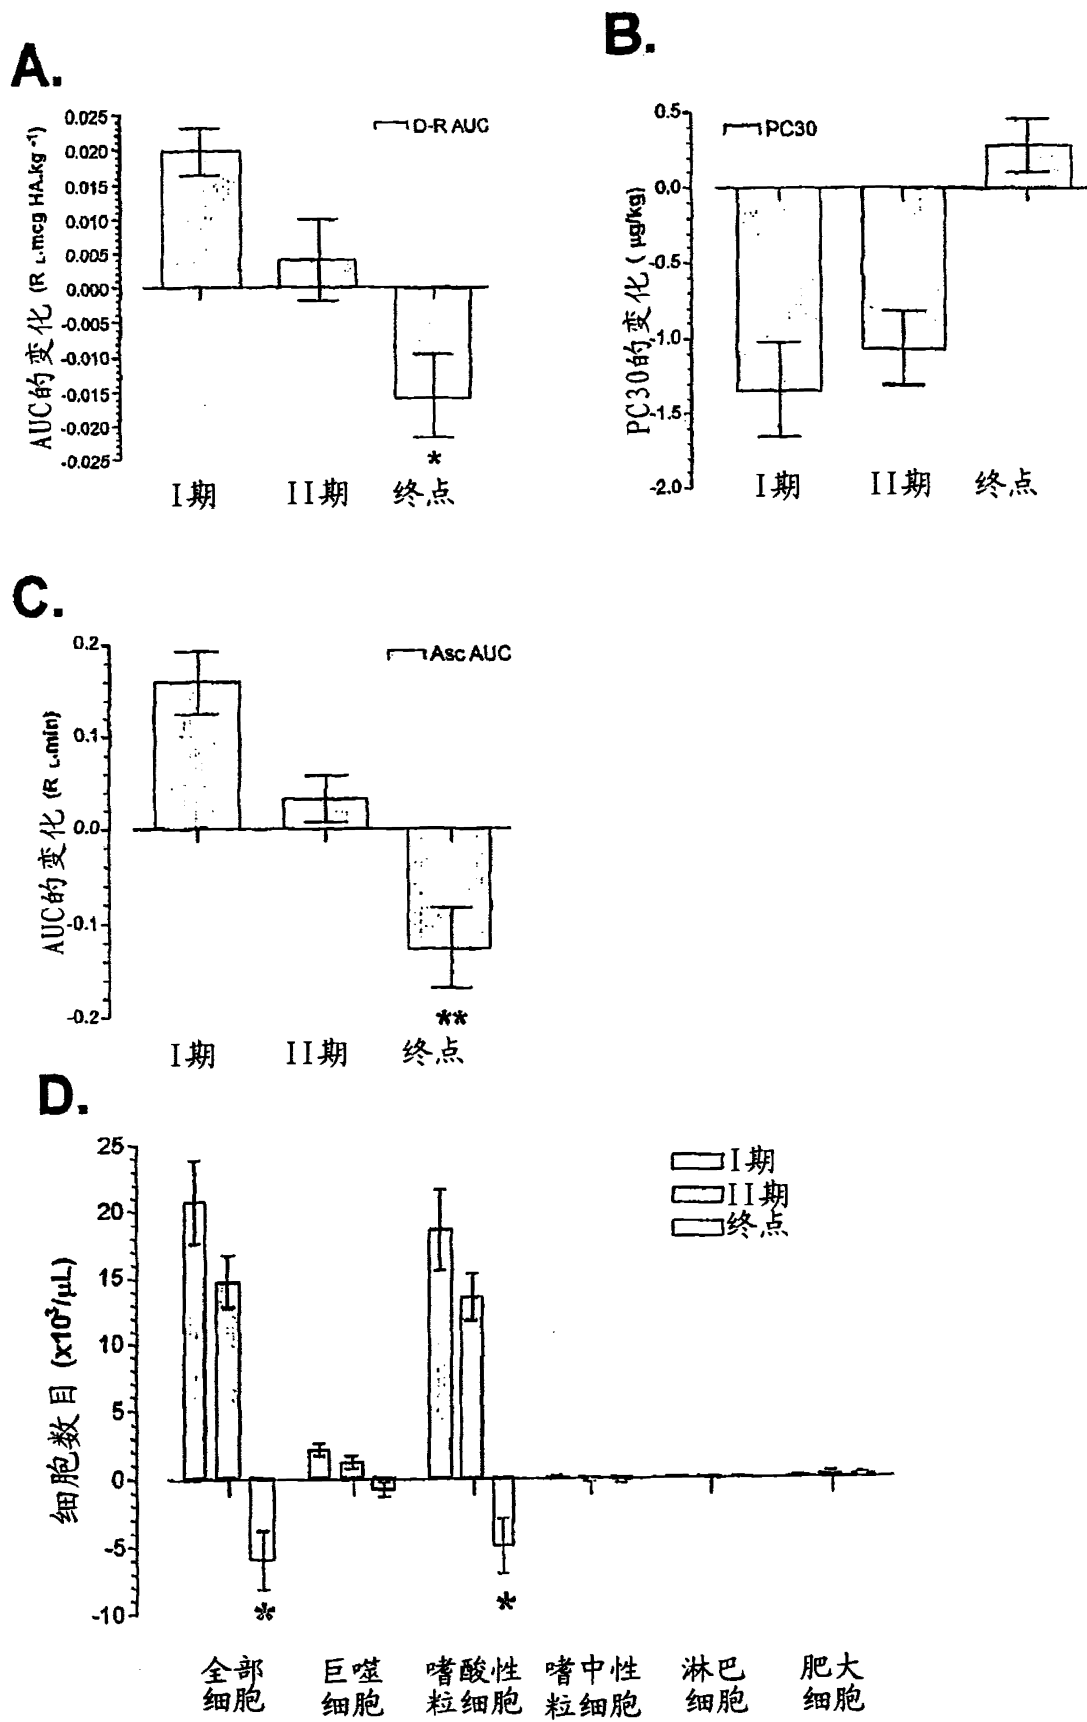 A.
D-R AUC
AUC的变化 (R L.mcg HA.kg -1)
0.025
0.020
0.015
0.010
0.005
0.000
-0.005
-0.010
-0.015
-0.020
-0.025
*
I期 II期 终点
B.
PC30
PC30的变化 (μg/kg)
0.5
0.0
-0.5
-1.0
-1.5
-2.0
I期 II期 终点
C.
Asc AUC
AUC的变化 (R L.min)
0.2
0.1
0.0
-0.1
-0.2
**
I期 II期 终点
D.
I期
II期
终点
细胞数目 (x10³/μL)
25
20
15
10
5
0
-5
-10
* *
全部 巨噬 嗜酸性 嗜中性 淋巴 肥大
细胞 细胞 粒细胞 粒细胞 细胞 细胞